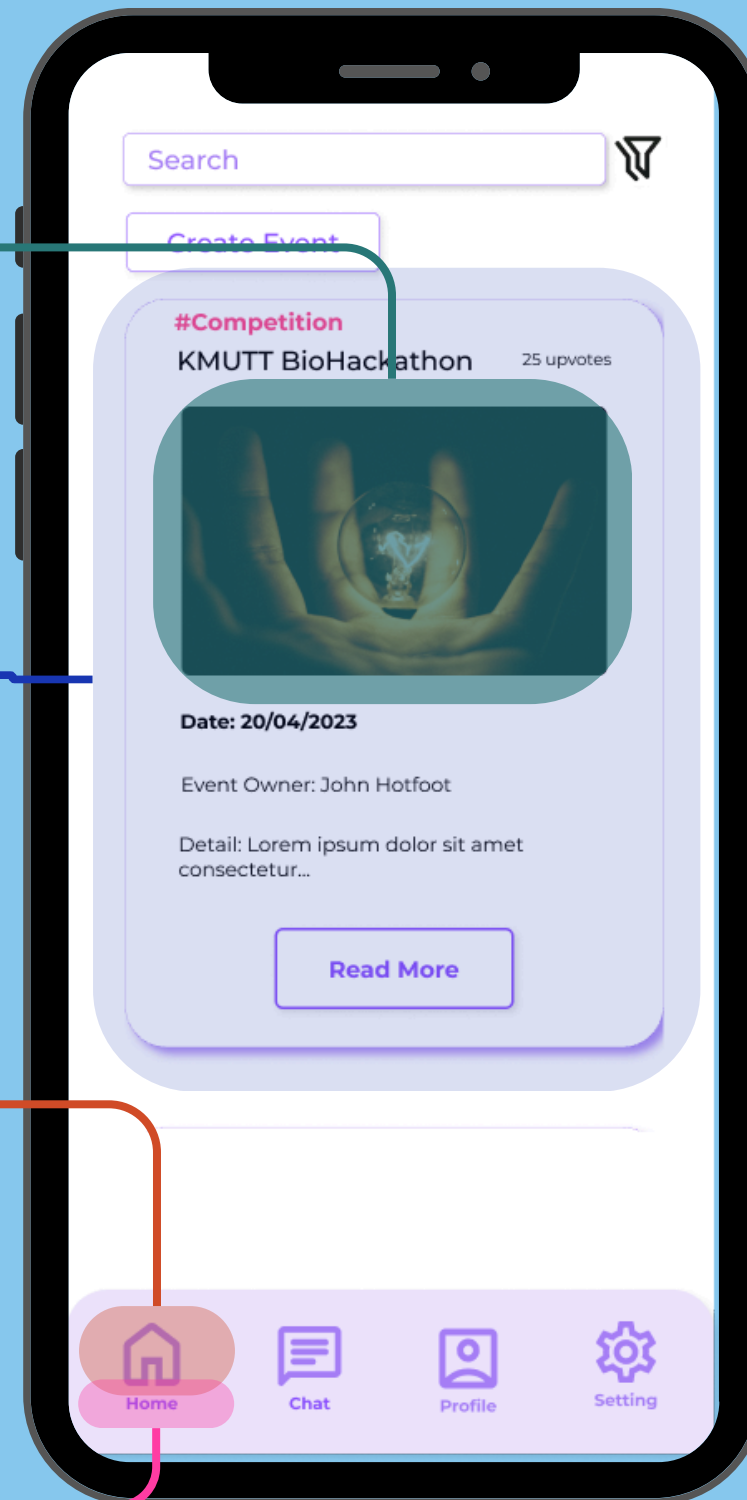 Search
Create Event
#Competition
KMUTT BioHackathon
25 upvotes
Date: 20/04/2023
Event Owner: John Hotfoot
Detail: Lorem ipsum dolor sit amet
consectetur...
Read More
Home
Chat
Profile
Setting